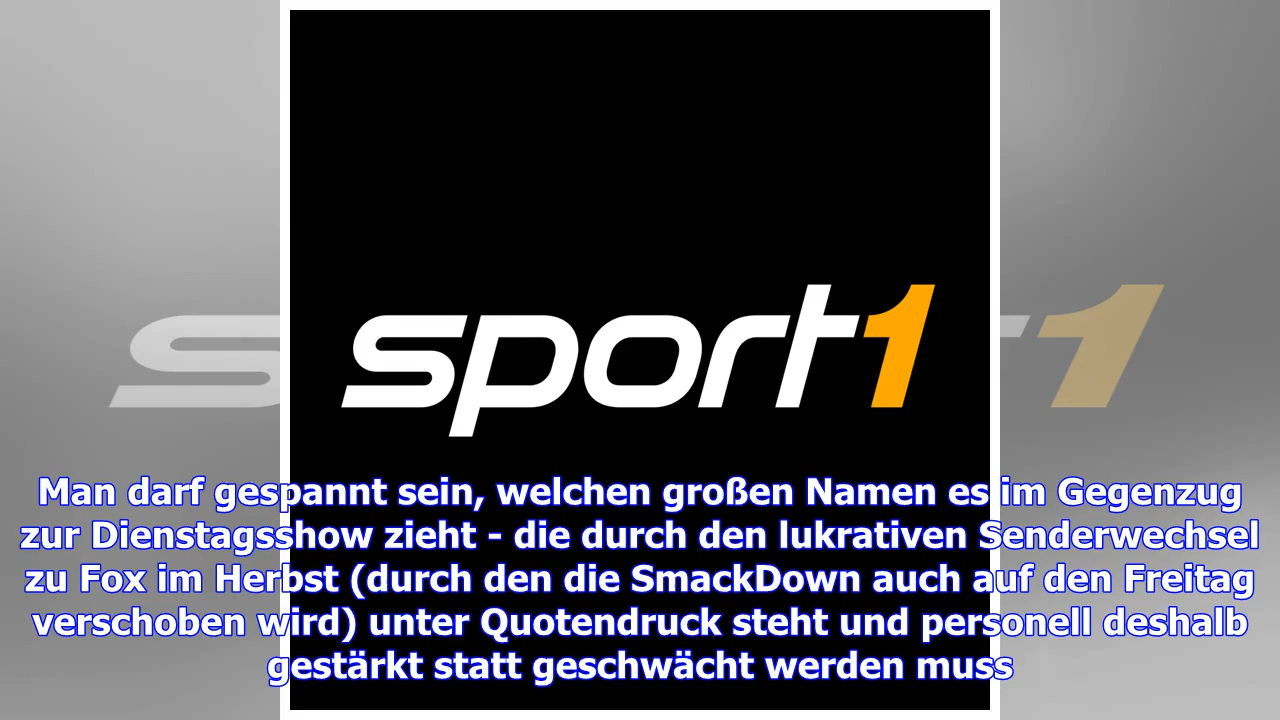 sport1
Man darf gespannt sein, welchen großen Namen es im Gegenzug
zur Dienstagsshow zieht - die durch den lukrativen Senderwechsel
zu Fox im Herbst (durch den die SmackDown auch auf den Freitag
verschoben wird) unter Quotendruck steht und personell deshalb
gestärkt statt geschwächt werden muss